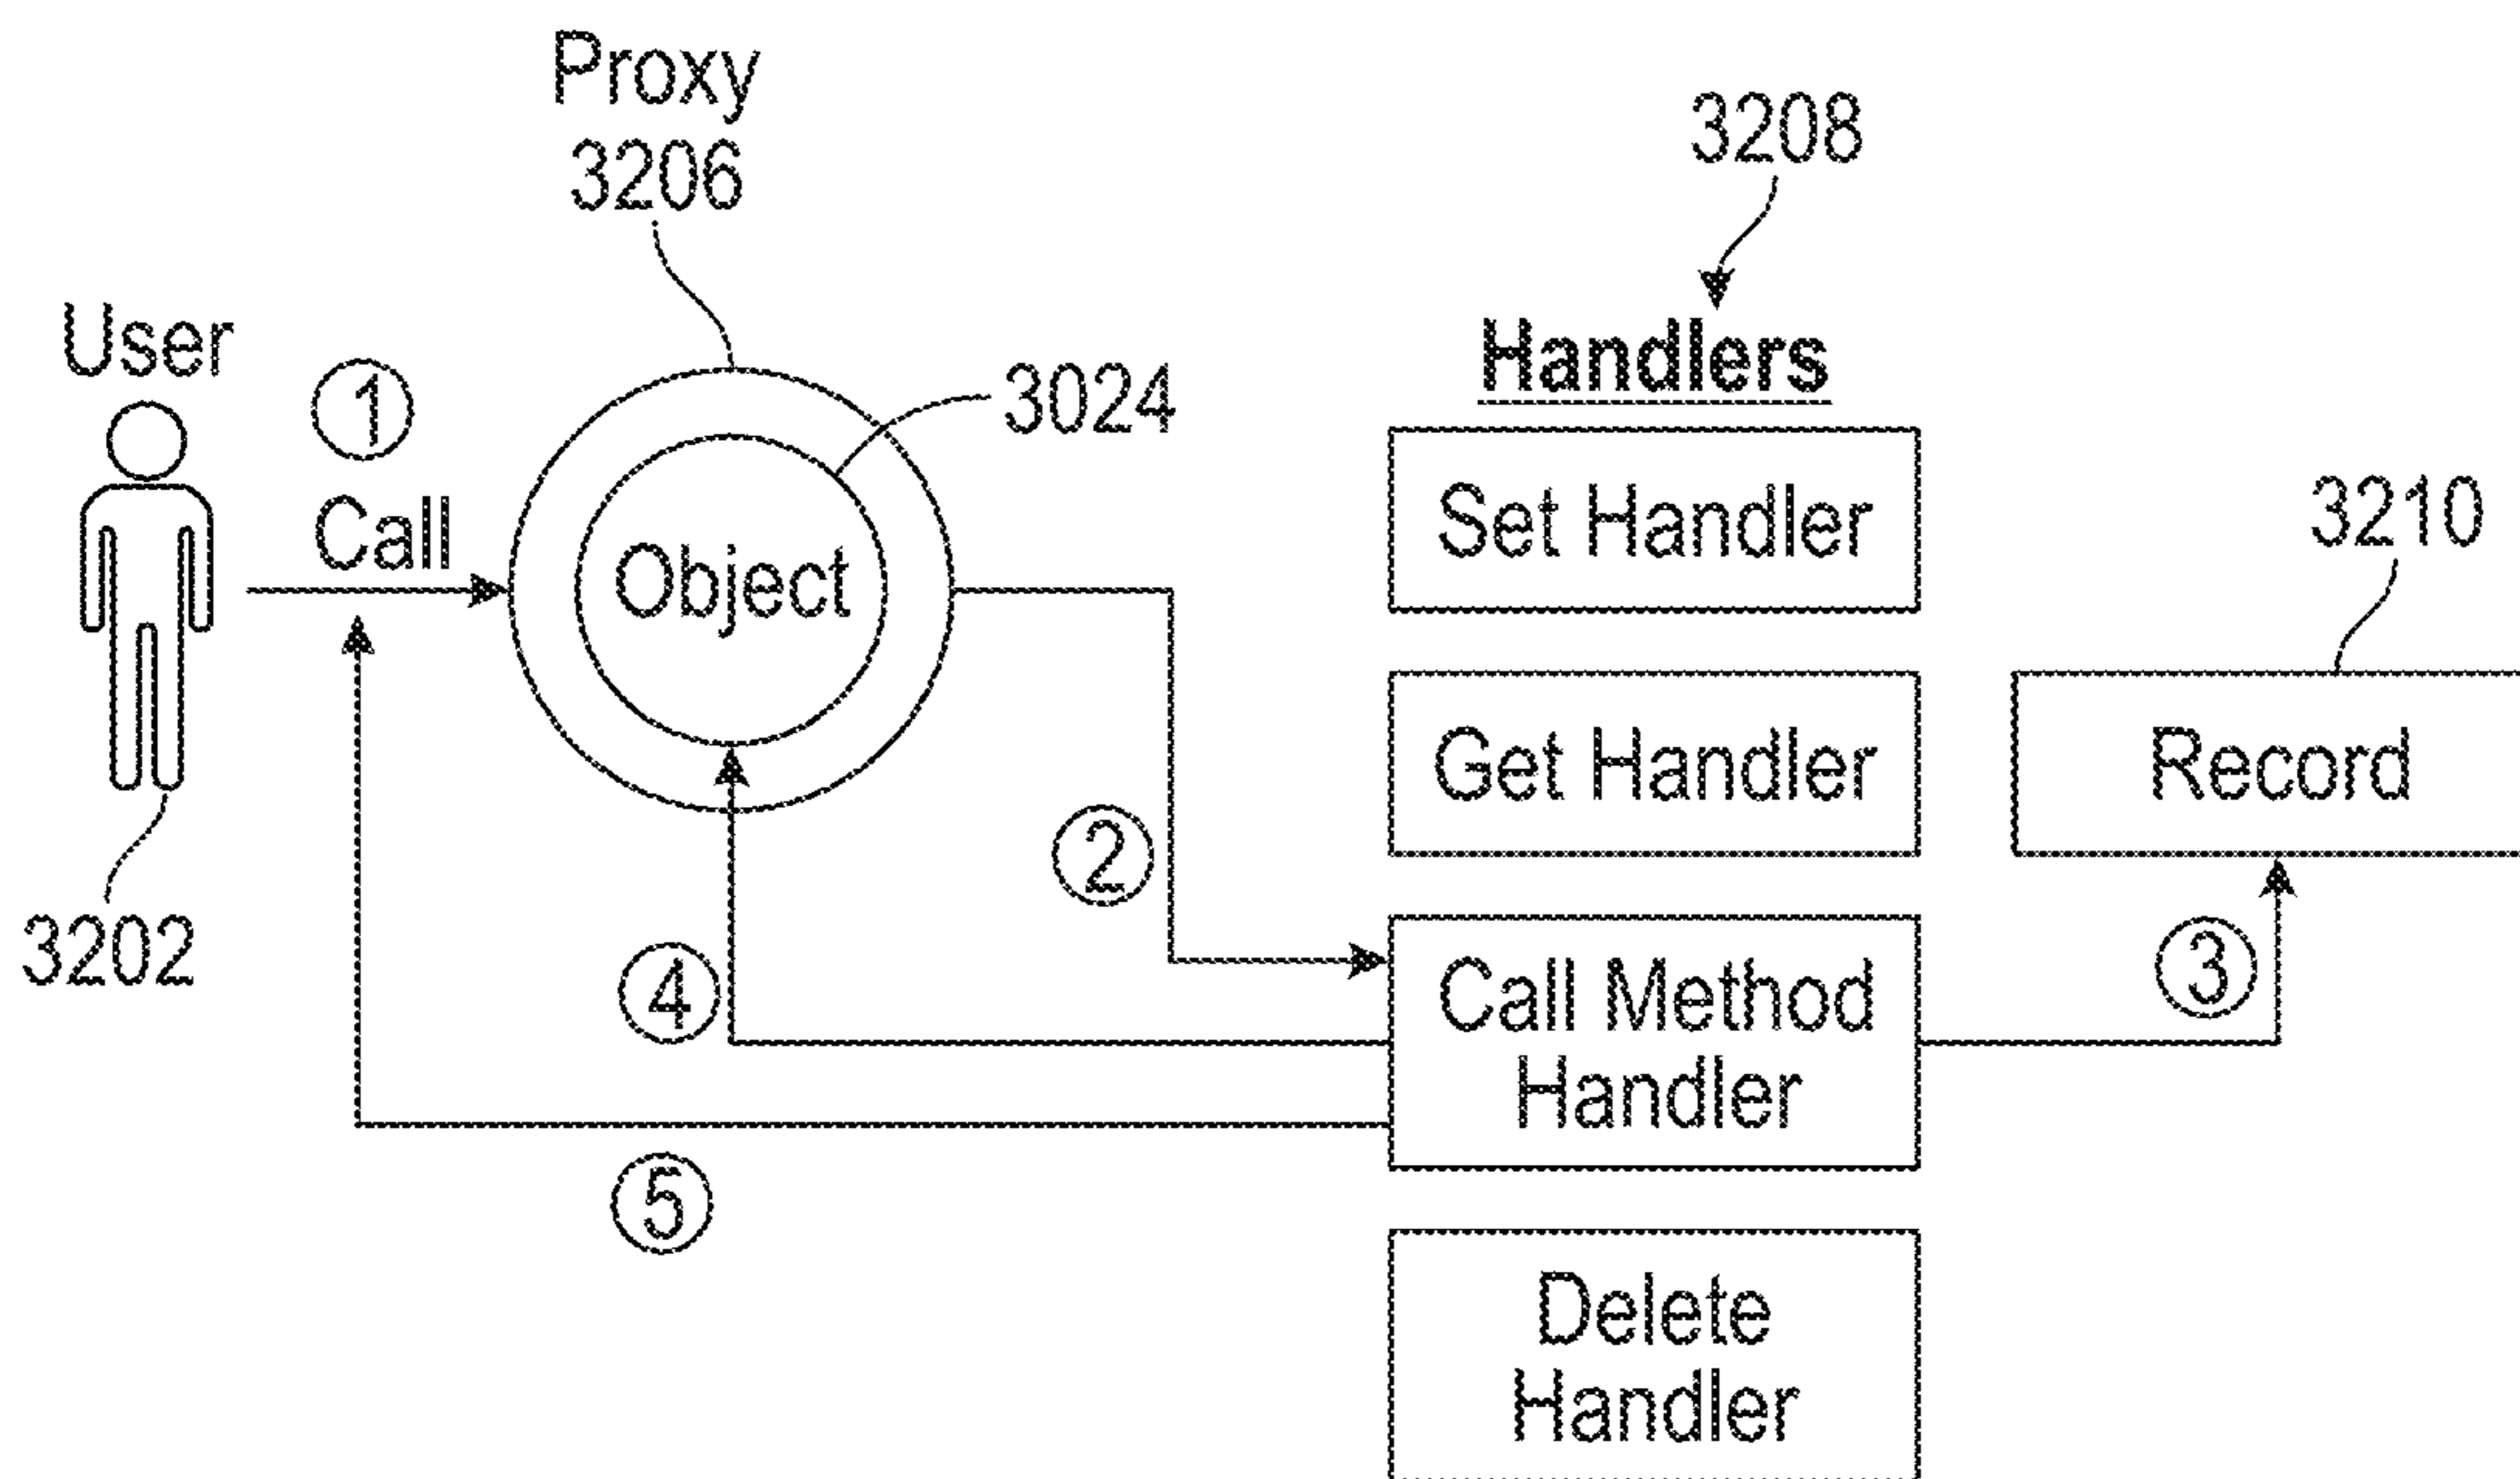 Proxy
3206
3208
User
①
Call
3024
Object
Handlers
Set Handler
3210
Get Handler
Record
②
3202
④
Call Method
Handler
③
⑤
Delete
Handler